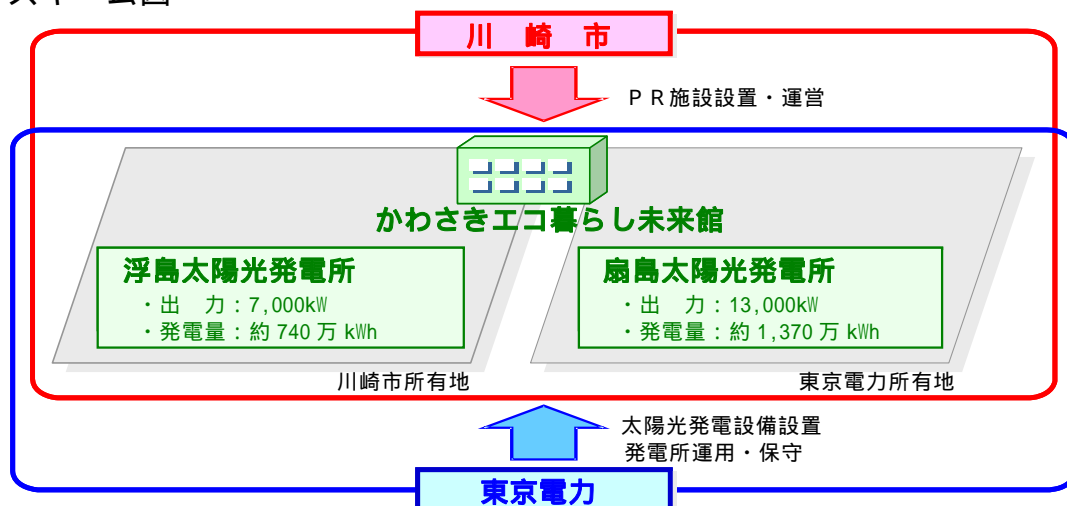 スキーム図
川 崎 市
ＰＲ施設設置・運営
かわさきエコ暮らし未来館
浮島太陽光発電所
・出　力：7,000kW
・発電量：約 740 万 kWh
扇島太陽光発電所
・出　力：13,000kW
・発電量：約 1,370 万 kWh
川崎市所有地
東京電力所有地
太陽光発電設備設置
発電所運用・保守
東京電力